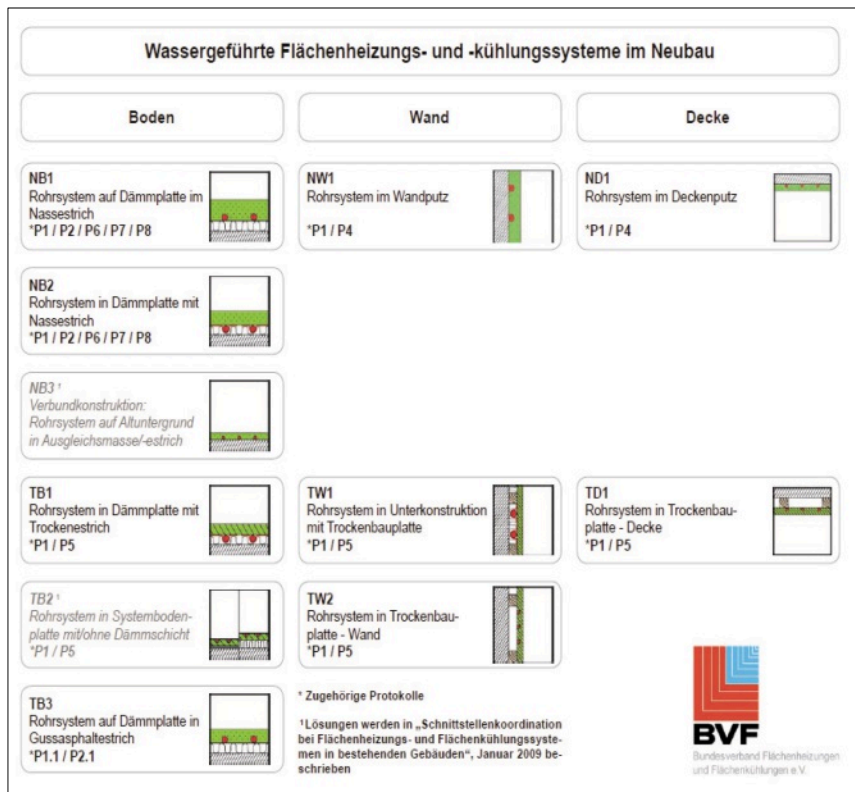 Wassergeführte Flächenheizungs- und -kühlungssysteme im Neubau
Boden
Wand
Decke
NB1
Rohrsystem auf Dämmplatte im
Nassestrich
*P1 / P2 / P6 / P7 / P8
NW1
Rohrsystem im Wandputz
*P1 / P4
ND1
Rohrsystem im Deckenputz
*P1 / P4
NB2
Rohrsystem in Dämmplatte mit
Nassestrich
*P1 / P2 / P6 / P7 / P8
NB3 ¹
Verbundkonstruktion:
Rohrsystem auf Altuntergrund
in Ausgleichsmasse/-estrich
TB1
Rohrsystem in Dämmplatte mit
Trockenestrich
*P1 / P5
TW1
Rohrsystem in Unterkonstruktion
mit Trockenbauplatte
*P1 / P5
TD1
Rohrsystem in Trockenbau-
platte - Decke
*P1 / P5
TB2 ¹
Rohrsystem in Systemboden-
platte mit/ohne Dämmschicht
*P1 / P5
TW2
Rohrsystem in Trockenbau-
platte - Wand
*P1 / P5
TB3
Rohrsystem auf Dämmplatte in
Gussasphaltestrich
*P1.1 / P2.1
* Zugehörige Protokolle
¹ Lösungen werden in „Schnittstellenkoordination
bei Flächenheizungs- und Flächenkühlungssyste-
men in bestehenden Gebäuden“, Januar 2009 be-
schrieben
BVF
Bundesverband Flächenheizungen
und Flächenkühlungen e.V.